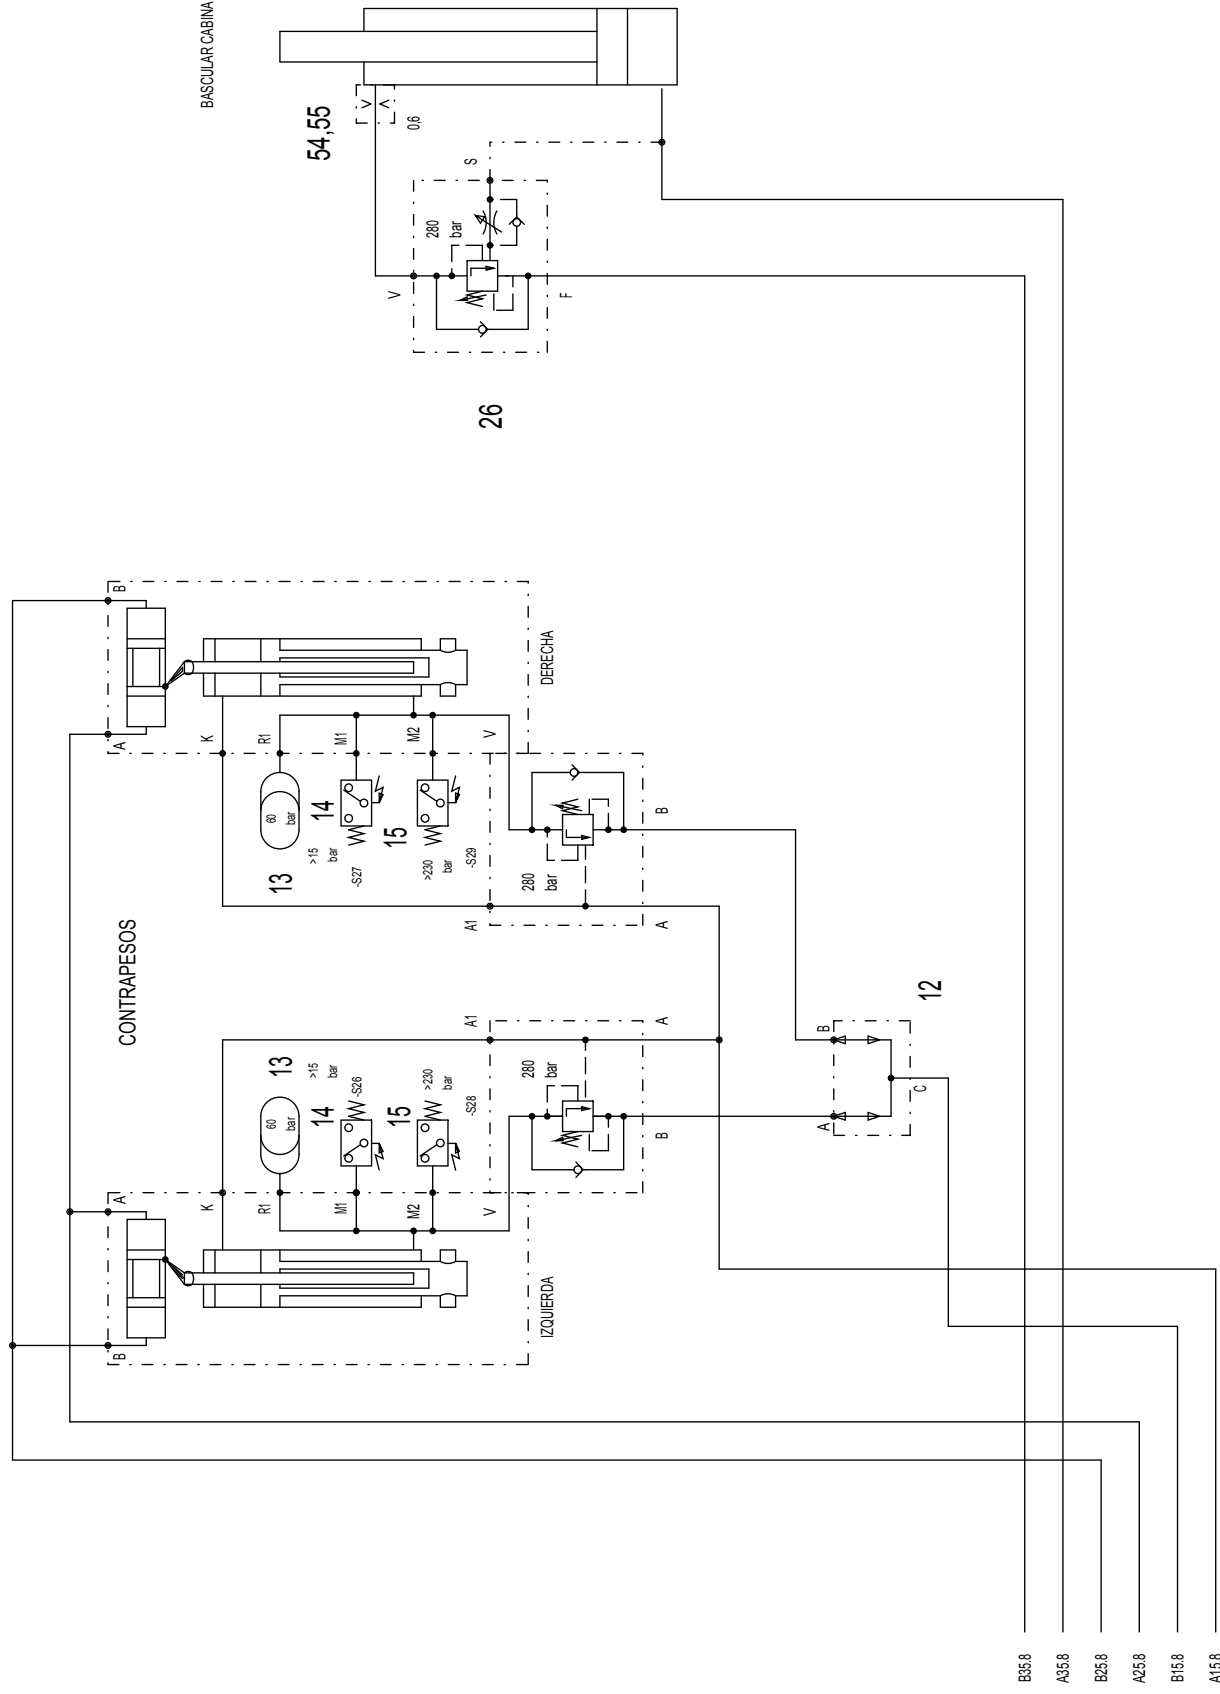 BASCULAR CABINA
54,55
0,6
S
280
bar
V
F
26
B
A
DERECHA
K
R1
M1
M2
V
60
bar
13
>15
bar
14
-S27
15
>230
bar
-S29
280
bar
B
A1
A
CONTRAPESOS
12
B
A
C
A1
A
13
>15
bar
60
bar
14
-S26
15
>230
bar
-S28
280
bar
B
A
K
R1
M1
M2
V
B
IZQUIERDA
B35.8
A35.8
B25.8
A25.8
B15.8
A15.8